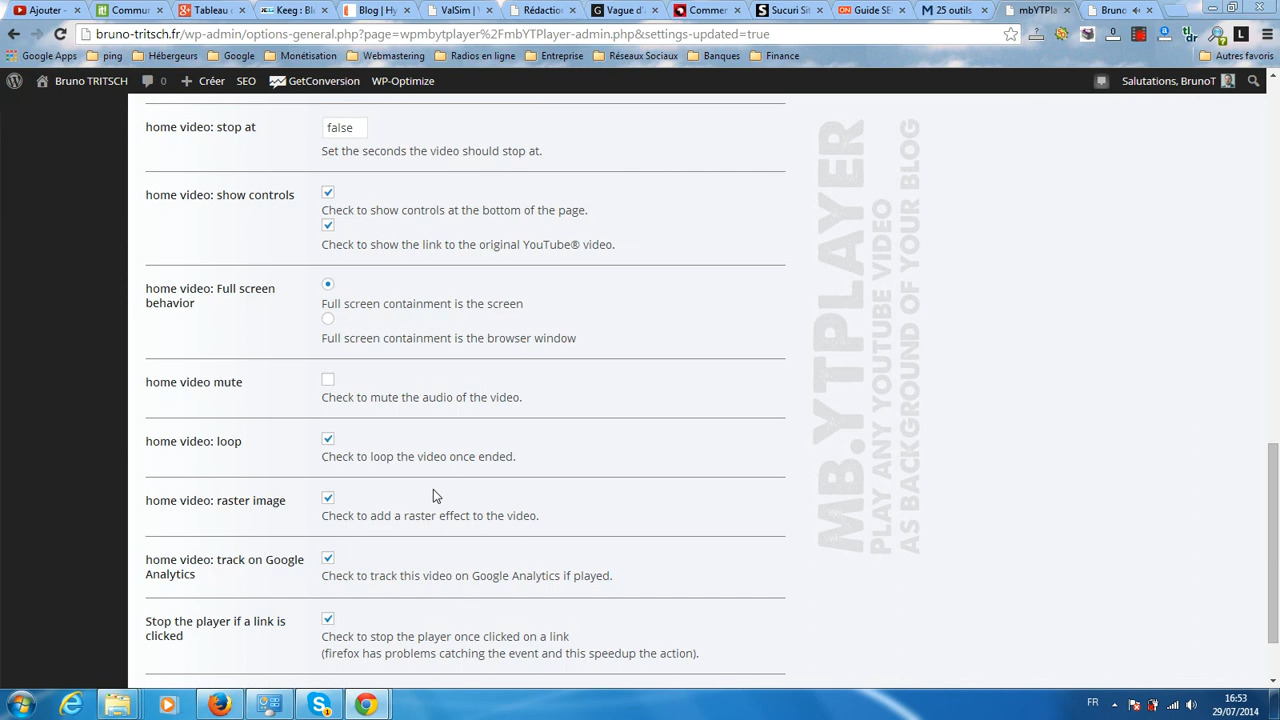 Ajouter -
Commun
Tableau c
Keeg : Bl
Blog | Hy
ValSim |
Rédactio
Vague d'
Commer
Sucuri Sit
Guide SE
25 outils
mbYTPla
Bruno
bruno-tritsch.fr/wp-admin/options-general.php?page=wpmbytplayer%2FmbYTPlayer-admin.php&settings-updated=true
Google Apps
ping
Hébergeurs
Google
Monétisation
Webmastering
Radios en ligne
Emploi
Perso
Réseaux Sociaux
Banques
Finance
Autres favoris
Bruno TRITSCH
0
Créer
SEO
GetConversion
WP-Optimize
Salutations, BrunoT
home video: stop at
false
Set the seconds the video should stop at.
home video: show controls
Check to show controls at the bottom of the page.
Check to show the link to the original YouTube® video.
home video: Full screen
behavior
Full screen containment is the screen
Full screen containment is the browser window
home video mute
Check to mute the audio of the video.
home video: loop
Check to loop the video once ended.
home video: raster image
Check to add a raster effect to the video.
home video: track on Google
Analytics
Check to track this video on Google Analytics if played.
Stop the player if a link is
clicked
Check to stop the player once clicked on a link
(firefox has problems catching the event and this speedup the action).
MB.YTPLAYER
PLAY ANY YOUTUBE VIDEO
AS BACKGROUND OF YOUR BLOG
FR
16:53
29/07/2014